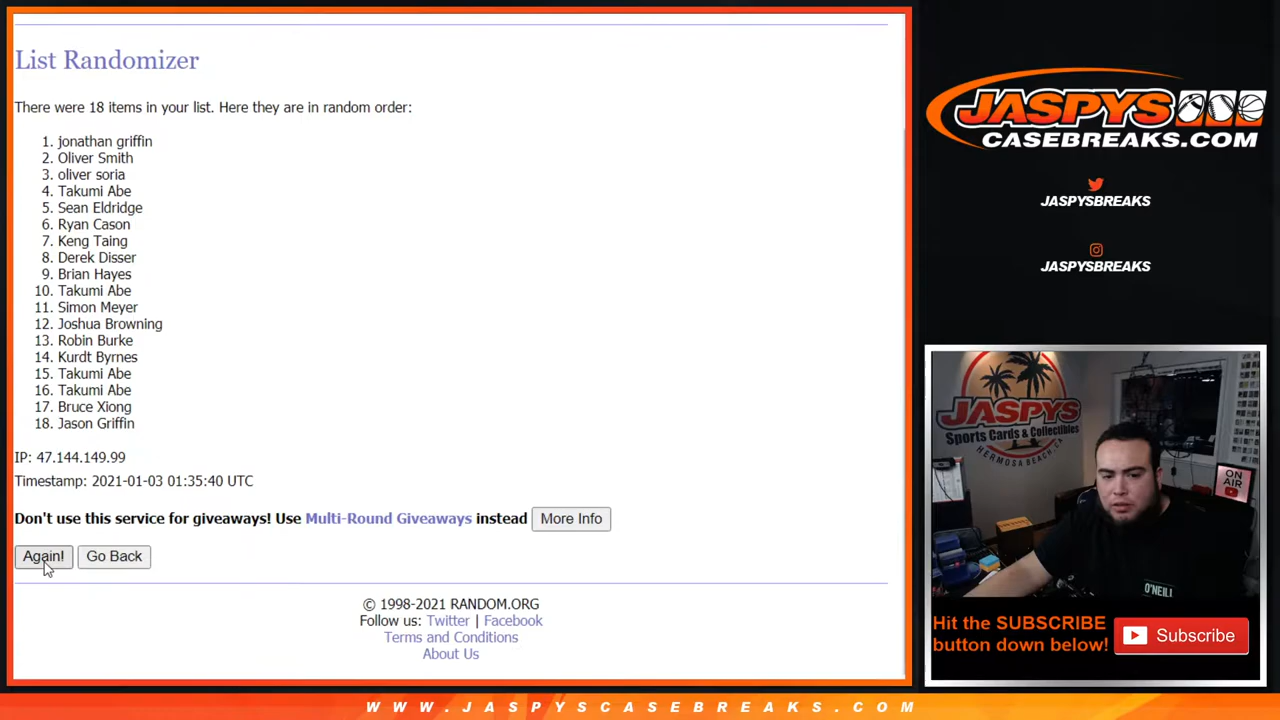 List Randomizer
There were 18 items in your list. Here they are in random order:
1. jonathan griffin
2. Oliver Smith
3. oliver soria
4. Takumi Abe
5. Sean Eldridge
6. Ryan Cason
7. Keng Taing
8. Derek Disser
9. Brian Hayes
10. Takumi Abe
11. Simon Meyer
12. Joshua Browning
13. Robin Burke
14. Kurdt Byrnes
15. Takumi Abe
16. Takumi Abe
17. Bruce Xiong
18. Jason Griffin
IP: 47.144.149.99
Timestamp: 2021-01-03 01:35:40 UTC
Don't use this service for giveaways! Use Multi-Round Giveaways instead More Info
Again! Go Back
© 1998-2021 RANDOM.ORG
Follow us: Twitter | Facebook
Terms and Conditions
About Us
JASPYS
CASEBREAKS.COM
JASPYSBREAKS
JASPYSBREAKS
JASPYS
Sports Cards & Collectibles
HERMOSA BEACH, CA
ON
AIR
O'NEILL
Hit the SUBSCRIBE
button down below!
Subscribe
WWW.JASPYSCASEBREAKS.COM